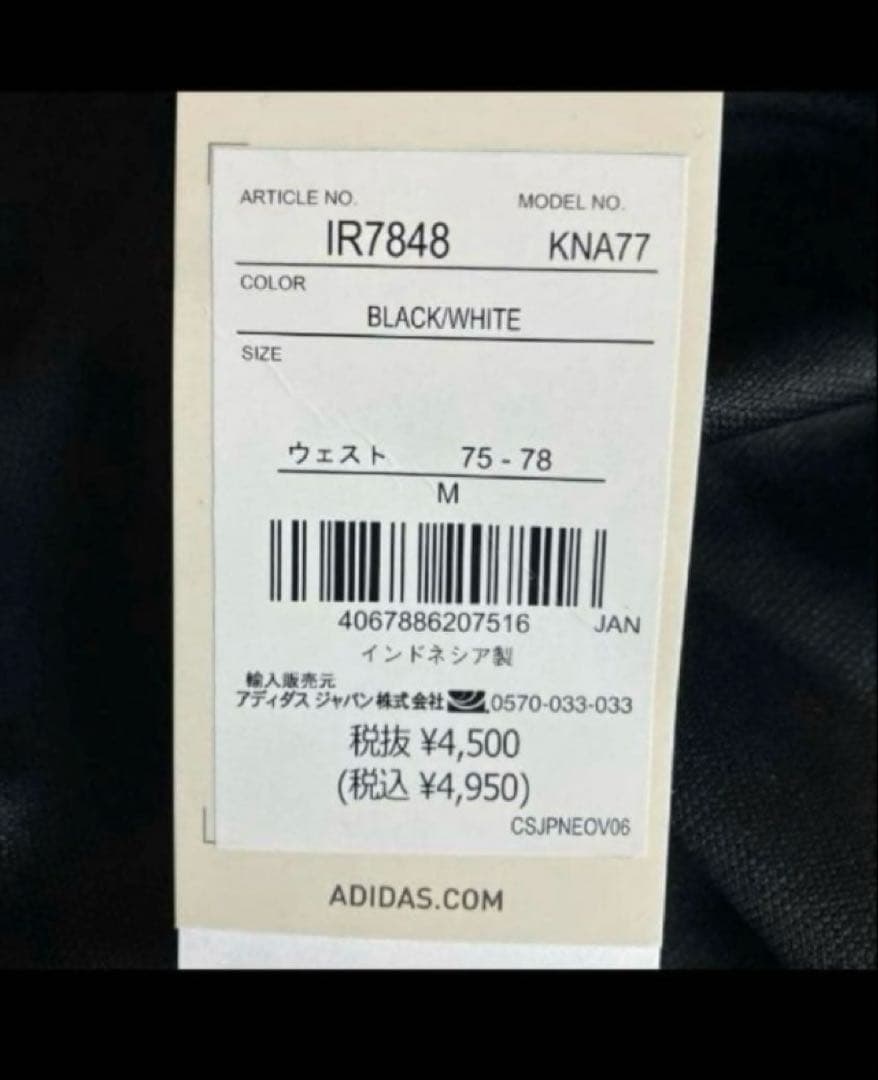 ARTICLE NO. MODEL NO.
IR7848 KNA77
COLOR
BLACK/WHITE
SIZE
ウェスト 75 - 78
M
4067886207516 JAN
インドネシア製
輸入販売元
アディダス ジャパン株式会社 0570-033-033
税抜 ¥4,500
(税込 ¥4,950)
CSJPNEOV06
ADIDAS.COM